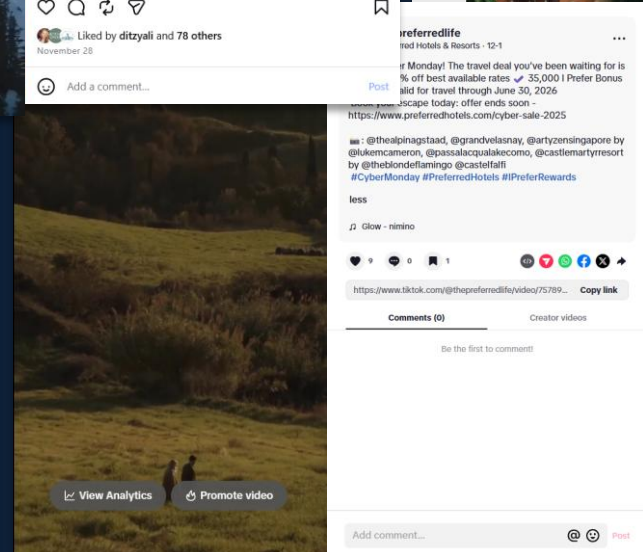 Liked by ditzyali and 78 others
November 28
Add a comment...
Post
preferredlife
Hotels & Resorts · 12-1
Monday! The travel deal you've been waiting for is
% off best available rates ✔ 35,000 I Prefer Bonus
for travel through June 30, 2026
Book your escape today: offer ends soon -
https://www.preferredhotels.com/cyber-sale-2025
📷 : @thealpinagstaad, @grandvelasnay, @artyzensingapore by
@lukemcameron, @passalacqualakecomo, @castlemartyrresort
by @theblondeflamingo @castelfalfi
#CyberMonday #PreferredHotels #IPreferRewards
less
♫ Glow - nimino
9
0
1
https://www.tiktok.com/@thepreferredlife/video/75789...
Copy link
Comments (0)
Creator videos
Be the first to comment!
View Analytics
Promote video
Add comment...
Post